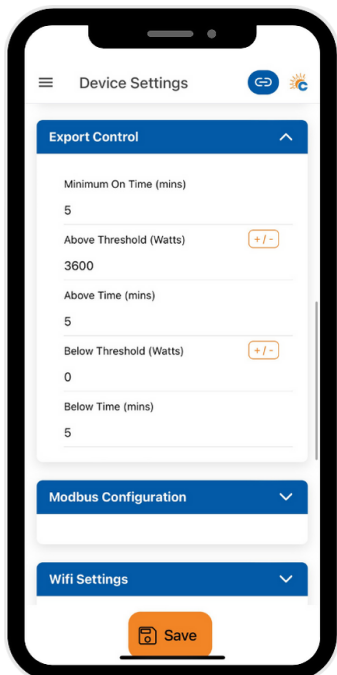 Device Settings
Export Control
Minimum On Time (mins)
5
Above Threshold (Watts) +/-
3600
Above Time (mins)
5
Below Threshold (Watts) +/-
0
Below Time (mins)
5
Modbus Configuration
Wifi Settings
Save